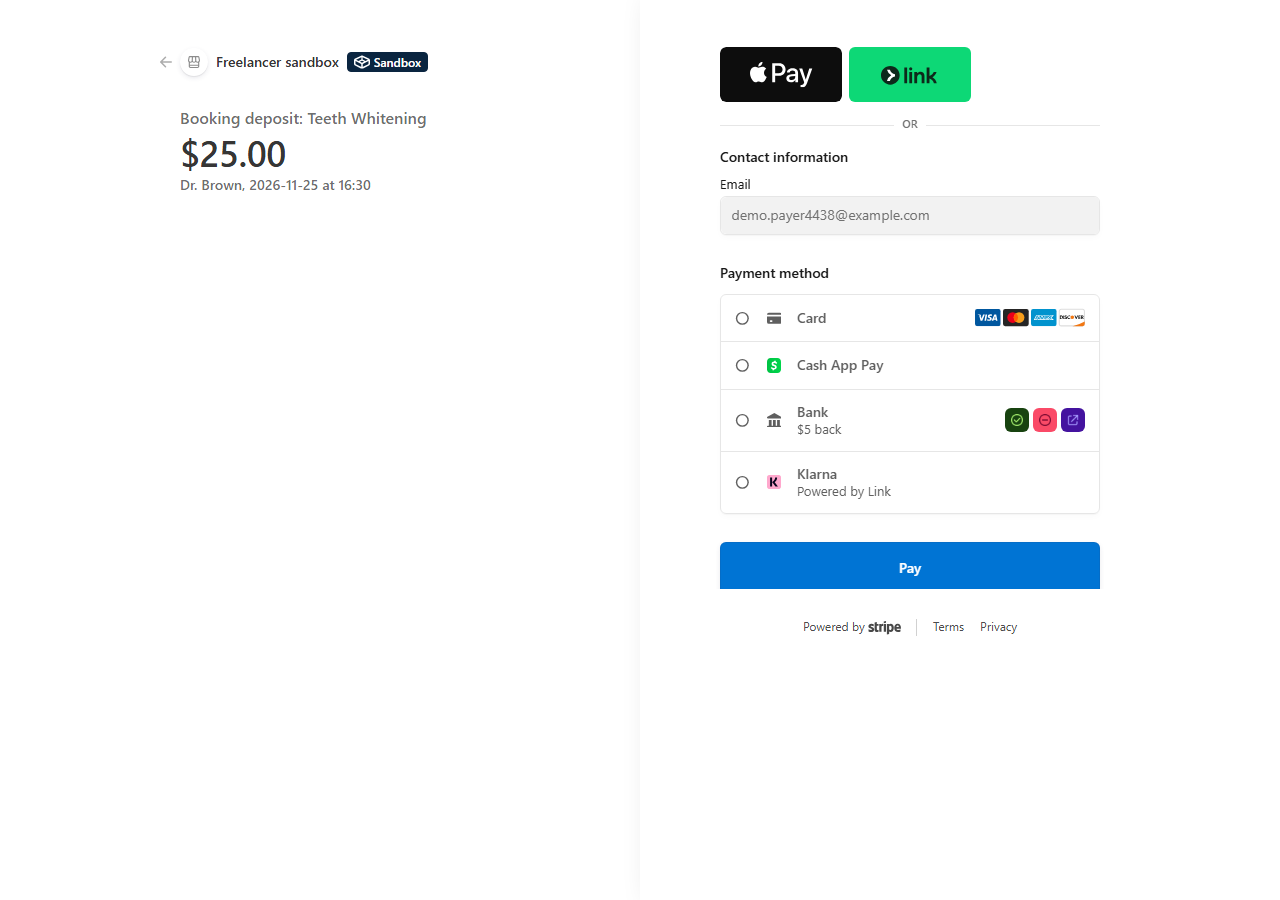 Freelancer sandbox Sandbox
Booking deposit: Teeth Whitening
$25.00
Dr. Brown, 2026-11-25 at 16:30
Pay link
OR
Contact information
Email
demo.payer4438@example.com
Payment method
Card VISA AMEX DISCOVER
Cash App Pay
Bank
$5 back
Klarna
Powered by Link
Pay
Powered by stripe Terms Privacy